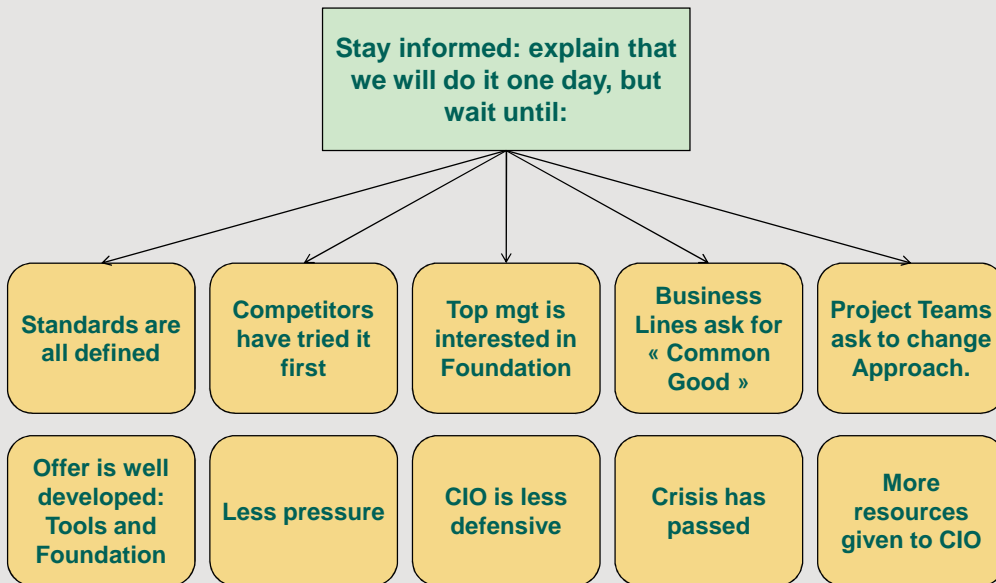 Stay informed: explain that
we will do it one day, but
wait until:
Standards are
all defined
Competitors
have tried it
first
Top mgt is
interested in
Foundation
Business
Lines ask for
« Common
Good »
Project Teams
ask to change
Approach.
Offer is well
developed:
Tools and
Foundation
Less pressure
CIO is less
defensive
Crisis has
passed
More
resources
given to CIO